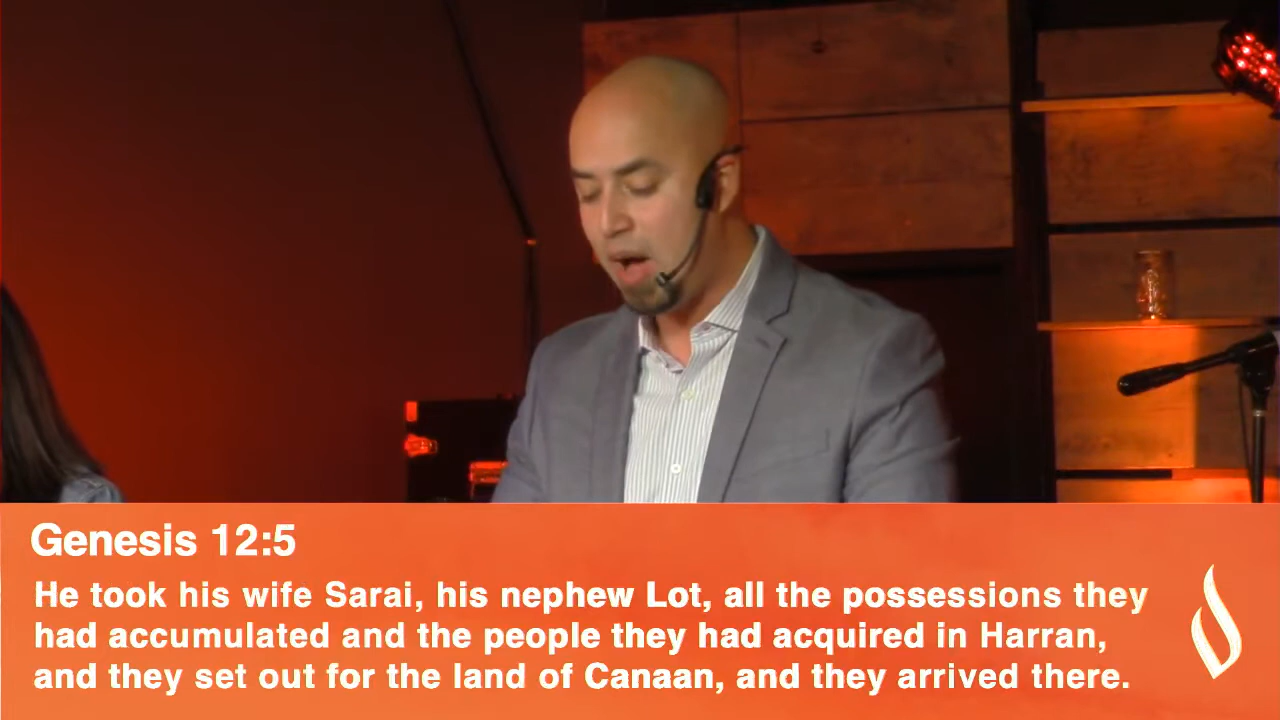 Genesis 12:5
He took his wife Sarai, his nephew Lot, all the possessions they
had accumulated and the people they had acquired in Harran,
and they set out for the land of Canaan, and they arrived there.